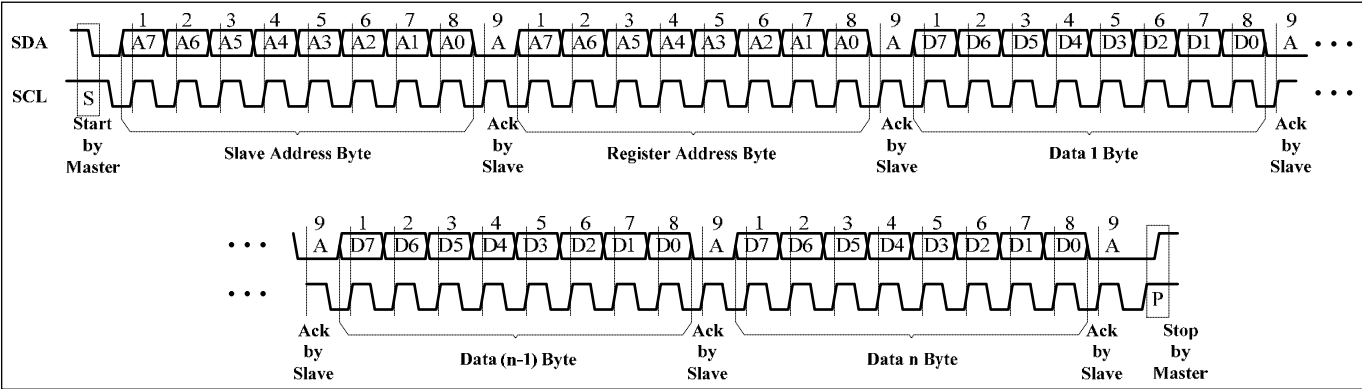 1 2 3 4 5 6 7 8 9 1 2 3 4 5 6 7 8 9 1 2 3 4 5 6 7 8 9
SDA A7 A6 A5 A4 A3 A2 A1 A0 A A7 A6 A5 A4 A3 A2 A1 A0 A D7 D6 D5 D4 D3 D2 D1 D0 A • • •
SCL S • • •
Start by Master
Slave Address Byte
Ack by Slave
Register Address Byte
Ack by Slave
Data 1 Byte
Ack by Slave
9 1 2 3 4 5 6 7 8 9 1 2 3 4 5 6 7 8 9
• • • A D7 D6 D5 D4 D3 D2 D1 D0 A D7 D6 D5 D4 D3 D2 D1 D0 A
• • • P
Ack by Slave
Data (n-1) Byte
Ack by Slave
Data n Byte
Ack by Slave
Stop by Master